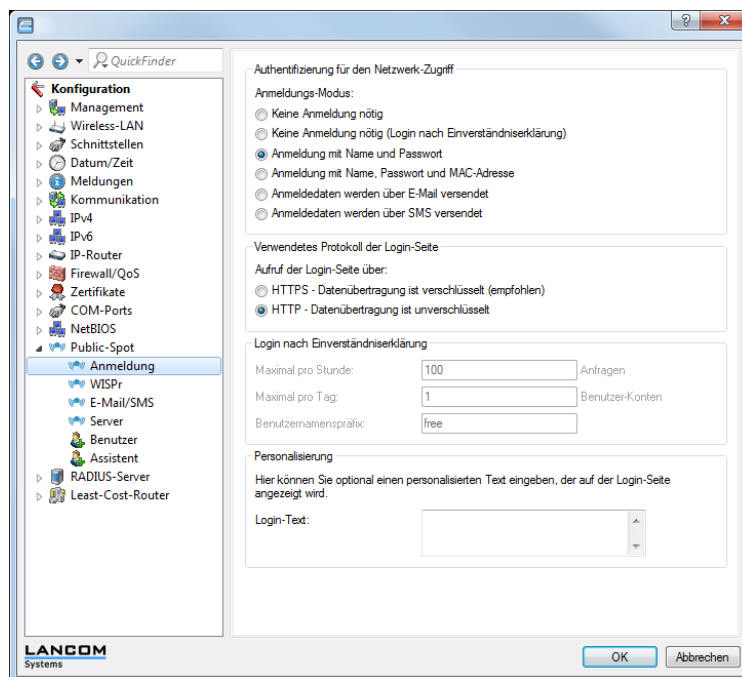 QuickFinder
Konfiguration
Management
Wireless-LAN
Schnittstellen
Datum/Zeit
Meldungen
Kommunikation
IPv4
IPv6
IP-Router
Firewall/QoS
Zertifikate
COM-Ports
NetBIOS
Public-Spot
Anmeldung
WISPr
E-Mail/SMS
Server
Benutzer
Assistent
RADIUS-Server
Least-Cost-Router
Authentifizierung für den Netzwerk-Zugriff
Anmeldungs-Modus:
Keine Anmeldung nötig
Keine Anmeldung nötig (Login nach Einverständniserklärung)
Anmeldung mit Name und Passwort
Anmeldung mit Name, Passwort und MAC-Adresse
Anmeldedaten werden über E-Mail versendet
Anmeldedaten werden über SMS versendet
Verwendetes Protokoll der Login-Seite
Aufruf der Login-Seite über:
HTTPS - Datenübertragung ist verschlüsselt (empfohlen)
HTTP - Datenübertragung ist unverschlüsselt
Login nach Einverständniserklärung
Maximal pro Stunde: 100 Anfragen
Maximal pro Tag: 1 Benutzer-Konten
Benutzernamenspräfix: free
Personalisierung
Hier können Sie optional einen personalisierten Text eingeben, der auf der Login-Seite
angezeigt wird.
Login-Text:
LANCOM
Systems
OK Abbrechen